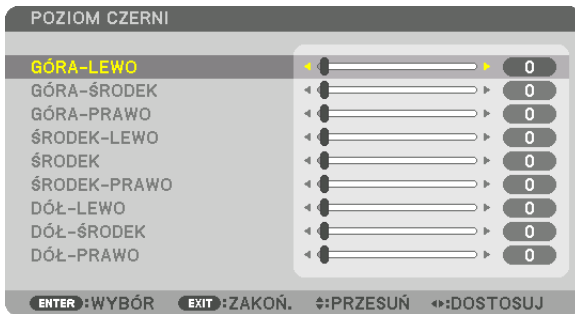 POZIOM CZERNI
GÓRA-LEWO 0
GÓRA-ŚRODEK 0
GÓRA-PRAWO 0
ŚRODEK-LEWO 0
ŚRODEK 0
ŚRODEK-PRAWO 0
DÓŁ-LEWO 0
DÓŁ-ŚRODEK 0
DÓŁ-PRAWO 0
ENTER :WYBÓR EXIT :ZAKOŃ. :PRZESUŃ :DOSTOSUJ